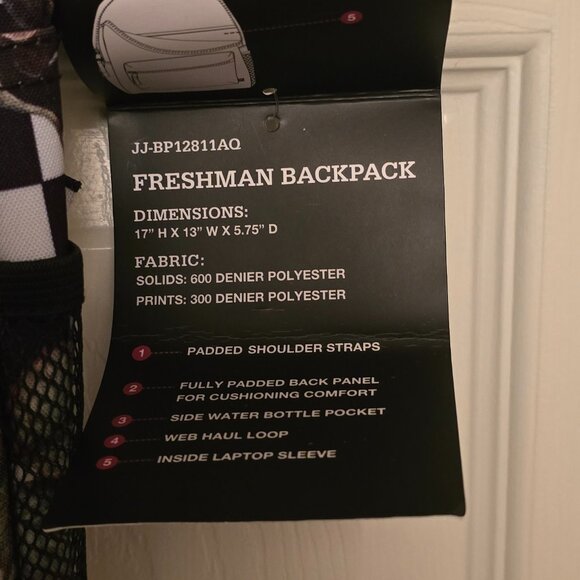 5
JJ-BP12811AQ
FRESHMAN BACKPACK
DIMENSIONS:
17" H X 13" W X 5.75" D
FABRIC:
SOLIDS: 600 DENIER POLYESTER
PRINTS: 300 DENIER POLYESTER
1 PADDED SHOULDER STRAPS
2 FULLY PADDED BACK PANEL
FOR CUSHIONING COMFORT
3 SIDE WATER BOTTLE POCKET
4 WEB HAUL LOOP
5 INSIDE LAPTOP SLEEVE